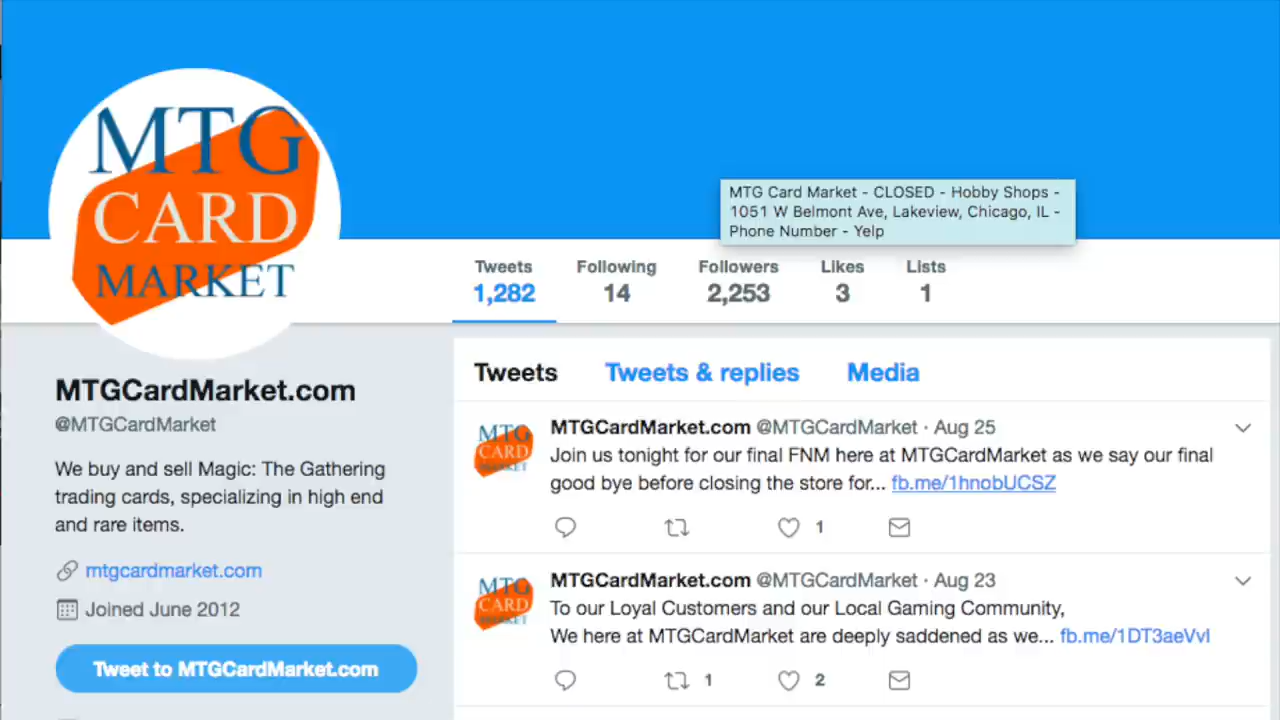 MTG
CARD
MARKET
MTG Card Market - CLOSED - Hobby Shops -
1051 W Belmont Ave, Lakeview, Chicago, IL -
Phone Number - Yelp
Tweets Following Followers Likes Lists
1,282 14 2,253 3 1
MTGCardMarket.com
@MTGCardMarket
We buy and sell Magic: The Gathering
trading cards, specializing in high end
and rare items.
mtgcardmarket.com
Joined June 2012
Tweet to MTGCardMarket.com
Tweets Tweets & replies Media
MTG
CARD
MARKET
MTGCardMarket.com @MTGCardMarket · Aug 25
Join us tonight for our final FNM here at MTGCardMarket as we say our final
good bye before closing the store for... fb.me/1hnobUCSZ
1
MTG
CARD
MARKET
MTGCardMarket.com @MTGCardMarket · Aug 23
To our Loyal Customers and our Local Gaming Community,
We here at MTGCardMarket are deeply saddened as we... fb.me/1DT3aeVvI
1 2